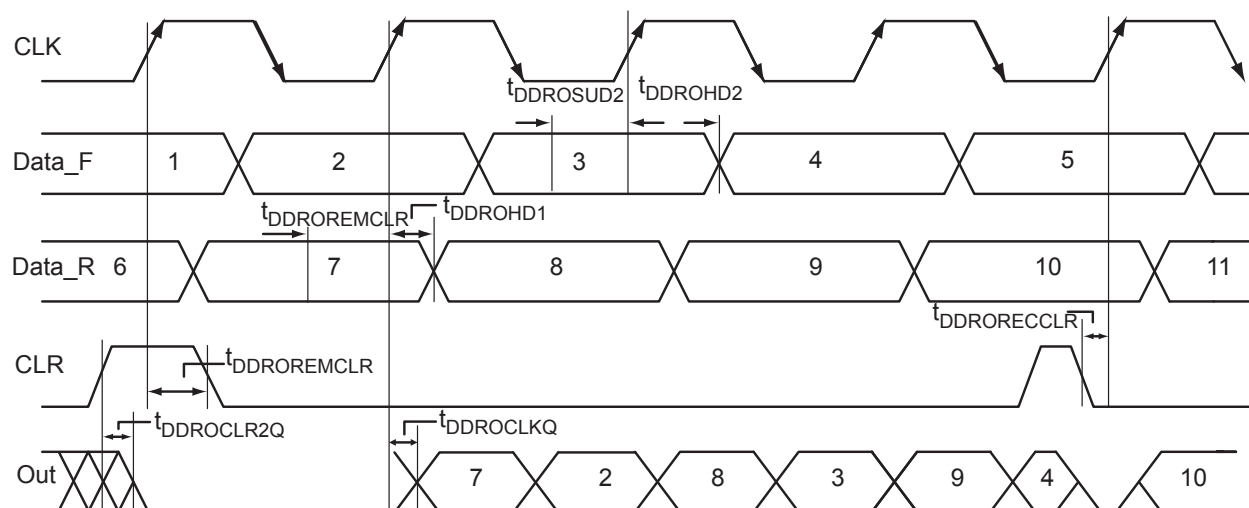 CLK
tDDROSUD2 tDDROHD2
Data_F 1 2 3 4 5
tDDROREMCLR tDDROHD1
Data_R 6 7 8 9 10 11
tDDRORECCLR
CLR tDDROREMCLR
tDDROCLR2Q tDDROCLKQ
Out 7 2 8 3 9 4 10